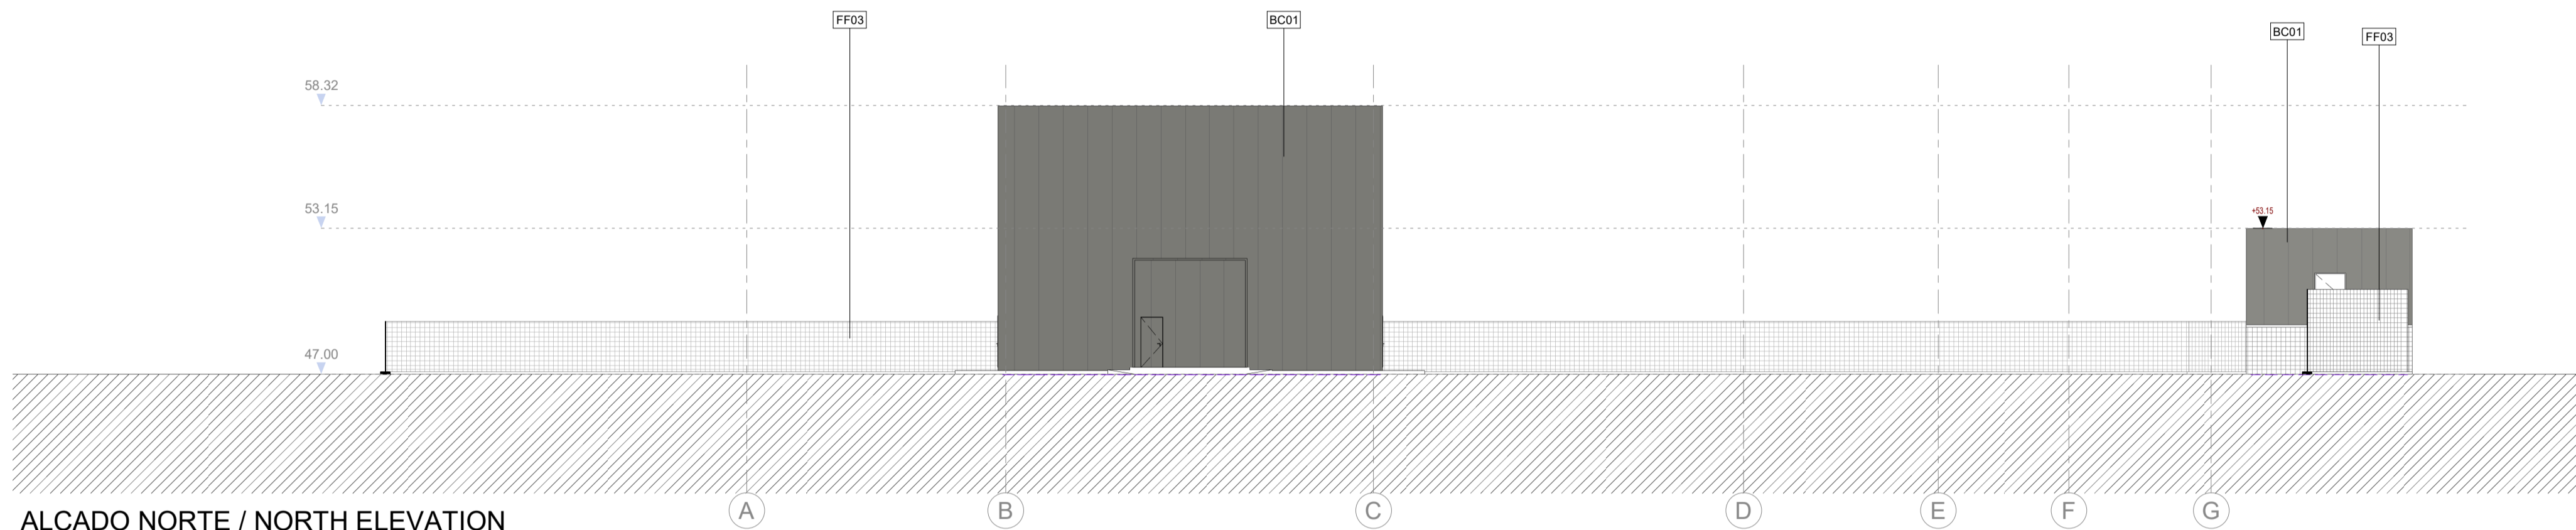 FF03
BC01
BC01
FF03
58.32
53.15
+53.15
47.00
A
B
C
D
E
F
G
ALCADO NORTE / NORTH ELEVATION